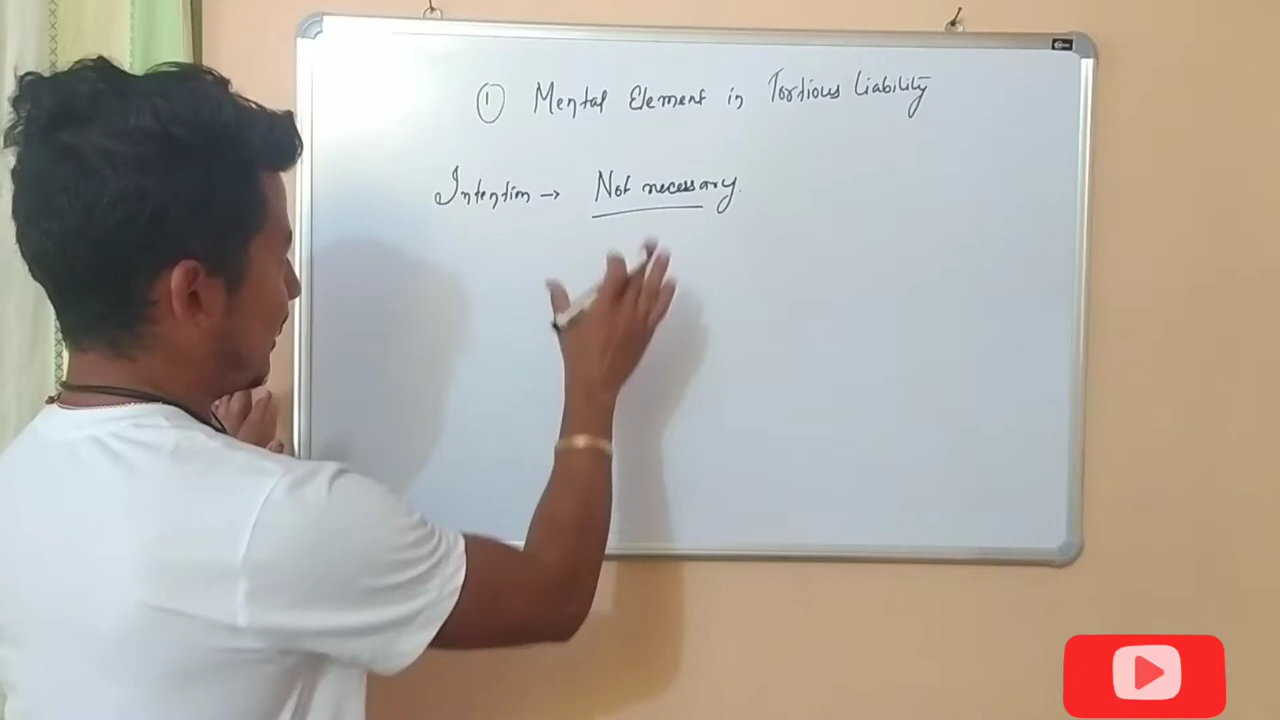 ① Mental Element in Tortious liability
Intention → Not necessary.